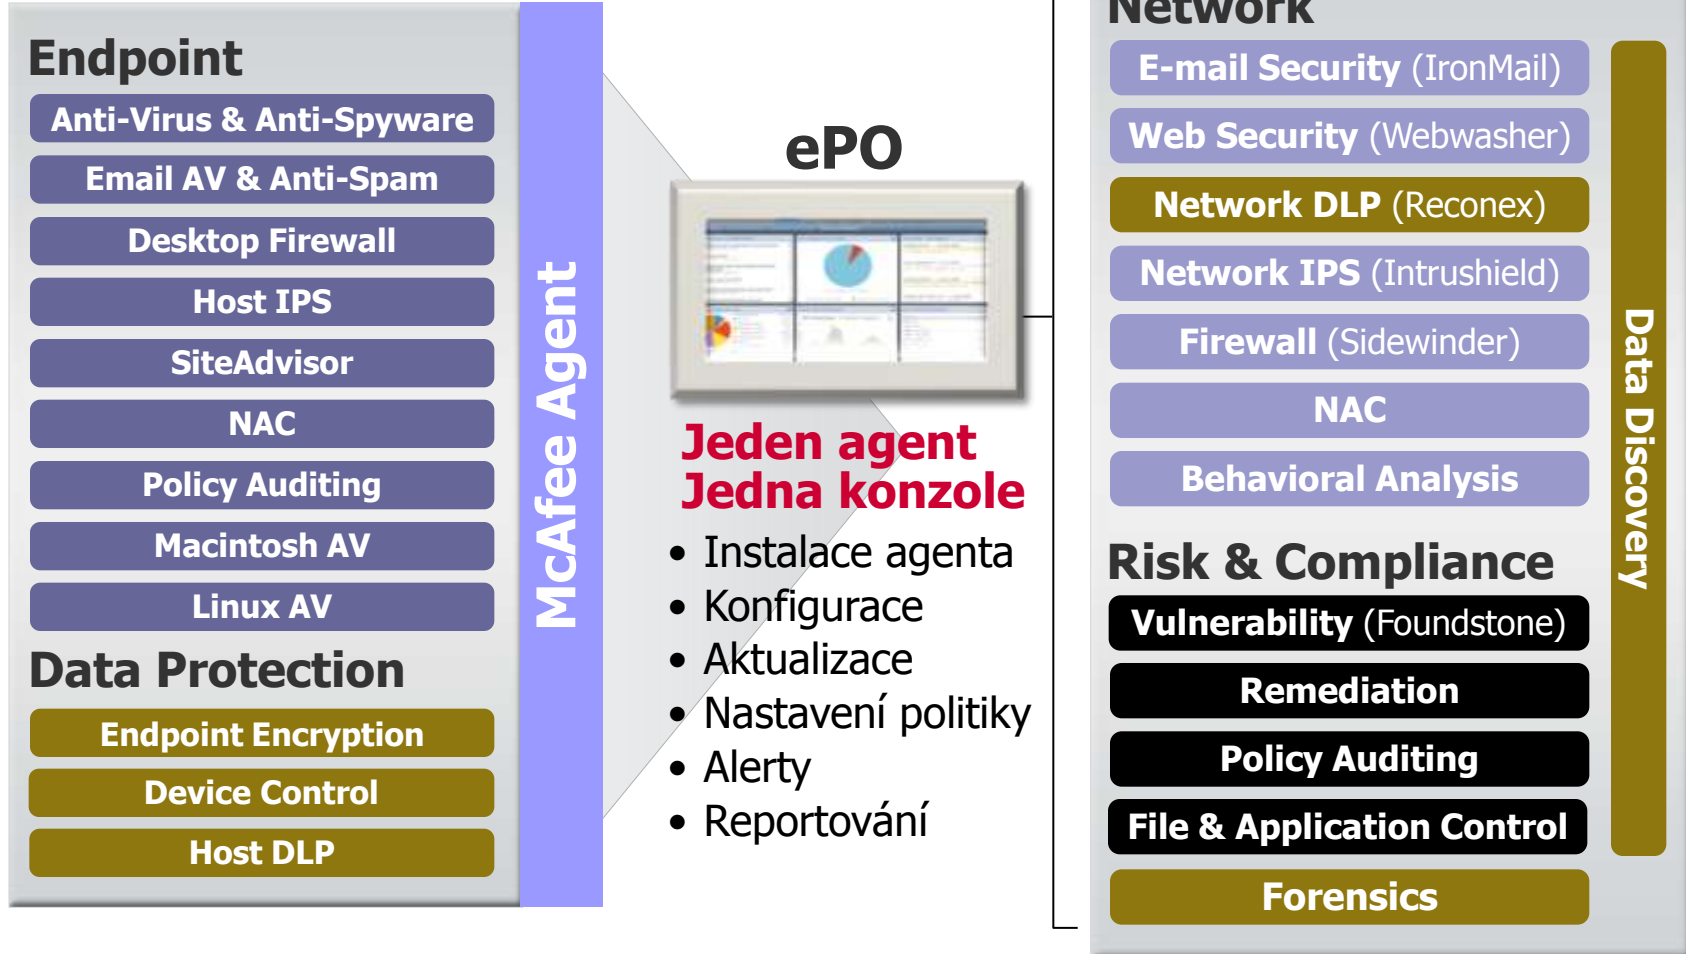 Endpoint
Anti-Virus & Anti-Spyware
Email AV & Anti-Spam
Desktop Firewall
Host IPS
SiteAdvisor
NAC
Policy Auditing
Macintosh AV
Linux AV
Data Protection
Endpoint Encryption
Device Control
Host DLP
McAfee Agent
ePO
Jeden agent
Jedna konzole
• Instalace agenta
• Konfigurace
• Aktualizace
• Nastavení politiky
• Alerty
• Reportování
Network
E-mail Security (IronMail)
Web Security (Webwasher)
Network DLP (Reconex)
Network IPS (Intrushield)
Firewall (Sidewinder)
NAC
Behavioral Analysis
Risk & Compliance
Vulnerability (Foundstone)
Remediation
Policy Auditing
File & Application Control
Forensics
Data Discovery